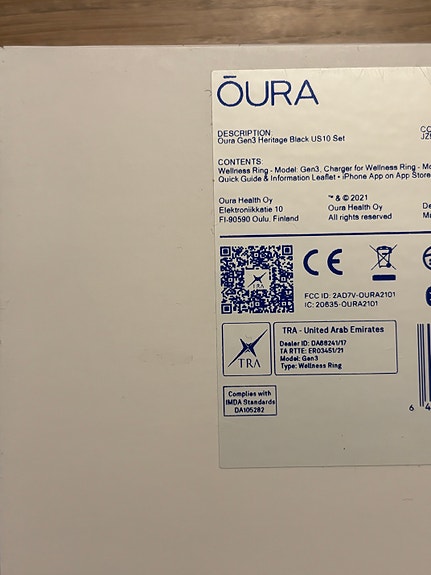 ŌURA
DESCRIPTION:
Oura Gen3 Heritage Black US10 Set
CONTENTS:
Wellness Ring - Model: Gen3, Charger for Wellness Ring - Mo
Quick Guide & Information Leaflet • iPhone App on App Store
Oura Health Oy
Elektroniikkatie 10
FI-90590 Oulu, Finland
™ & © 2021
Oura Health Oy
All rights reserved
CE
FCC ID: 2AD7V-OURA2101
IC: 20635-OURA2101
TRA
TRA
TRA - United Arab Emirates
Dealer ID: DA88241/17
TA RTTE: ER03451/21
Model: Gen3
Type: Wellness Ring
Complies with
IMDA Standards
DA105282
6